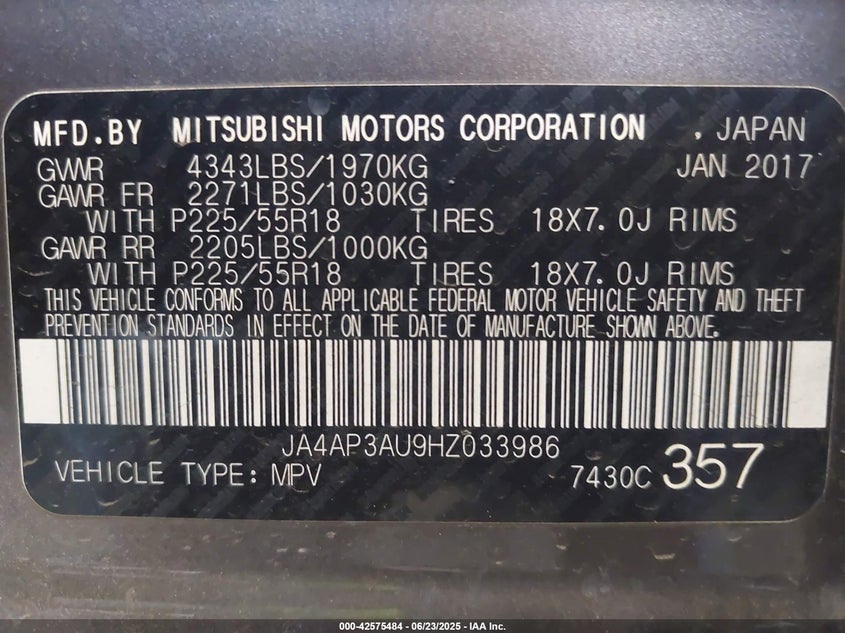 MFD.BY MITSUBISHI MOTORS CORPORATION , JAPAN
GVWR 4343LBS/1970KG JAN 2017
GAWR FR 2271LBS/1030KG
WITH P225/55R18 TIRES 18X7.0J RIMS
GAWR RR 2205LBS/1000KG
WITH P225/55R18 TIRES 18X7.0J RIMS
THIS VEHICLE CONFORMS TO ALL APPLICABLE FEDERAL MOTOR VEHICLE SAFETY AND THEFT
PREVENTION STANDARDS IN EFFECT ON THE DATE OF MANUFACTURE SHOWN ABOVE.
JA4AP3AU9HZ033986
VEHICLE TYPE: MPV 7430C 357
000-42575484 - 06/23/2025 - IAA Inc.